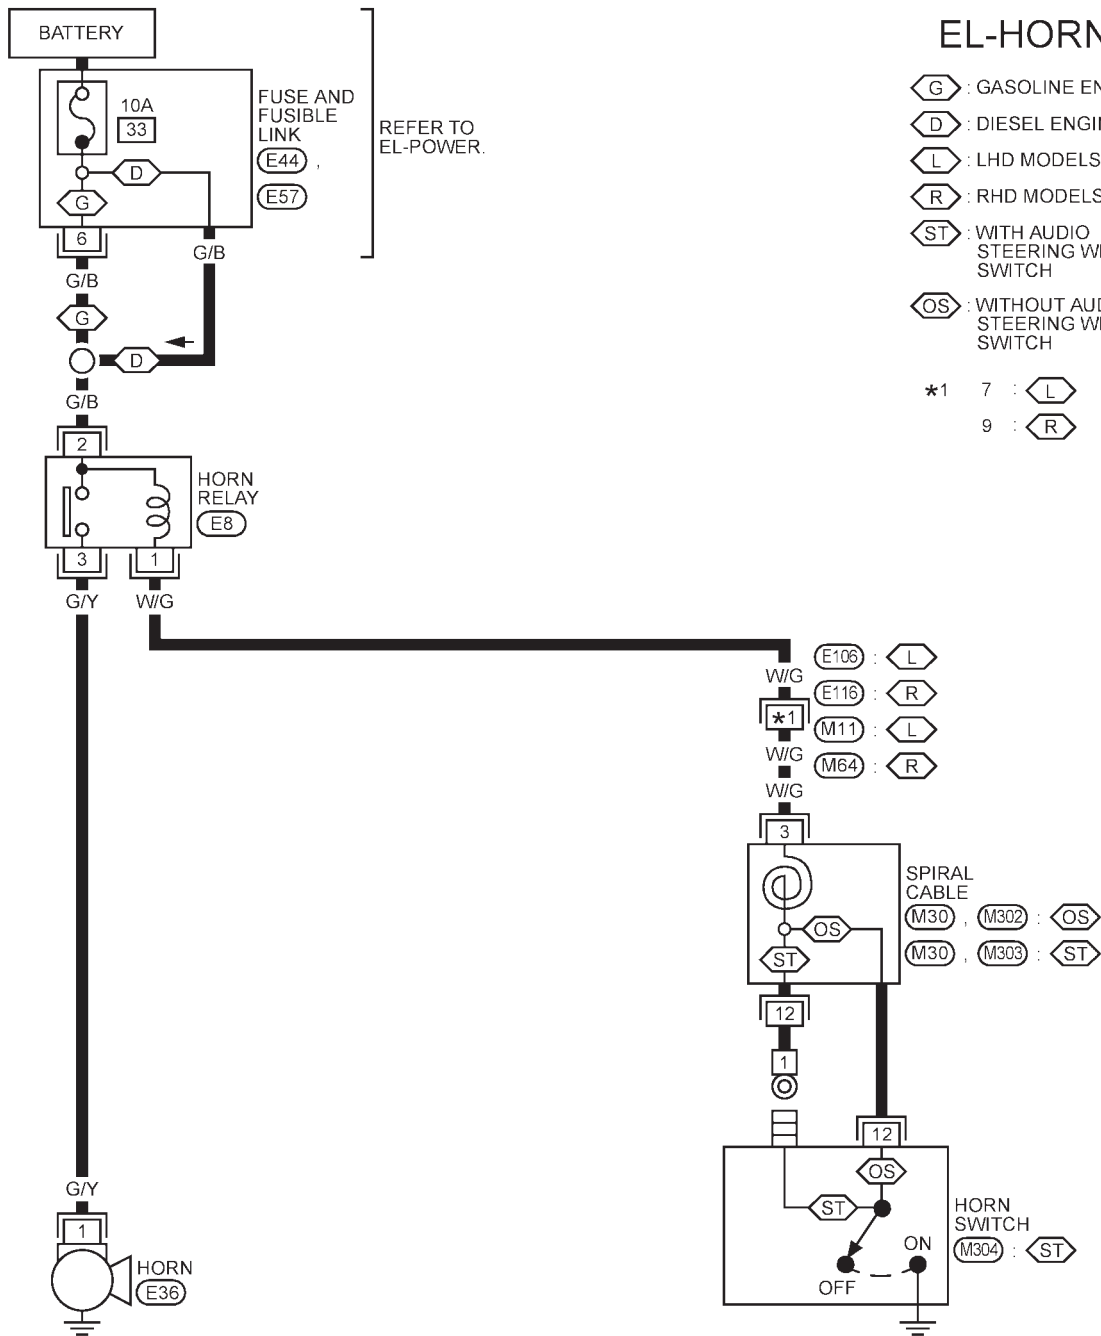 BATTERY
EL-HORN
10A
33
FUSE AND
FUSIBLE
LINK
E44 ,
E57
REFER TO
EL-POWER.
D
G
6
G/B
G/B
G
D
G/B
2
HORN
RELAY
E8
3
1
G/Y
W/G
G : GASOLINE
D : DIESEL
L : LHD MODELS
R : RHD MODELS
ST : WITH AUDIO
STEERING
SWITCH
OS : WITHOUT
STEERING
SWITCH
*1 7 : L
9 : R
W/G
*1
W/G
W/G
E106 : L
E116 : R
M11 : L
M64 : R
3
SPIRAL
CABLE
M30 , M302 : OS
M30 , M303 : ST
OS
ST
12
1
12
OS
ST
ON
OFF
HORN
SWITCH
M304 : ST
G/Y
1
HORN
E36